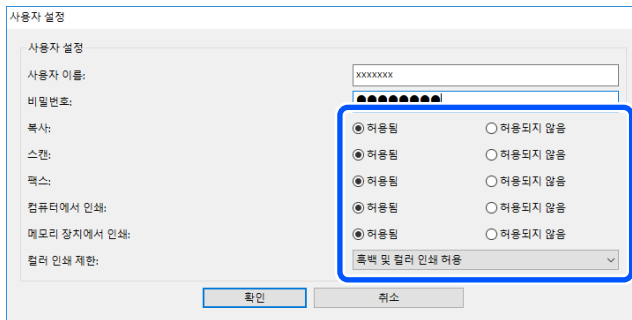 사용자 설정
사용자 설정
사용자 이름: xxxxxxx
비밀번호: ●●●●●●●●
복사: 허용됨 허용되지 않음
스캔: 허용됨 허용되지 않음
팩스: 허용됨 허용되지 않음
컴퓨터에서 인쇄: 허용됨 허용되지 않음
메모리 장치에서 인쇄: 허용됨 허용되지 않음
컬러 인쇄 제한: 흑백 및 컬러 인쇄 허용
확인 취소